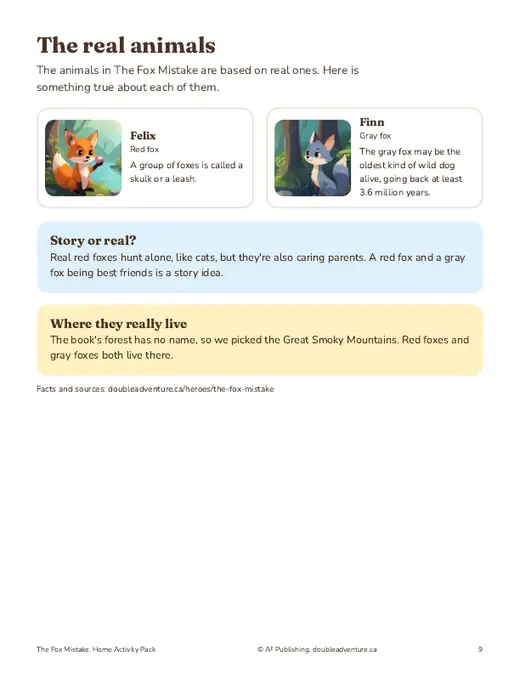 The real animals
The animals in The Fox Mistake are based on real ones. Here is
something true about each of them.
Felix
Red fox
A group of foxes is called a
skulk or a leash.
Finn
Gray fox
The gray fox may be the
oldest kind of wild dog
alive, going back at least
3.6 million years.
Story or real?
Real red foxes hunt alone, like cats, but they're also caring parents. A red fox and a gray
fox being best friends is a story idea.
Where they really live
The book's forest has no name, so we picked the Great Smoky Mountains. Red foxes and
gray foxes both live there.
Facts and sources: doubleadventure.ca/heroes/the-fox-mistake
The Fox Mistake, Home Activity Pack
© A² Publishing, doubleadventure.ca
9